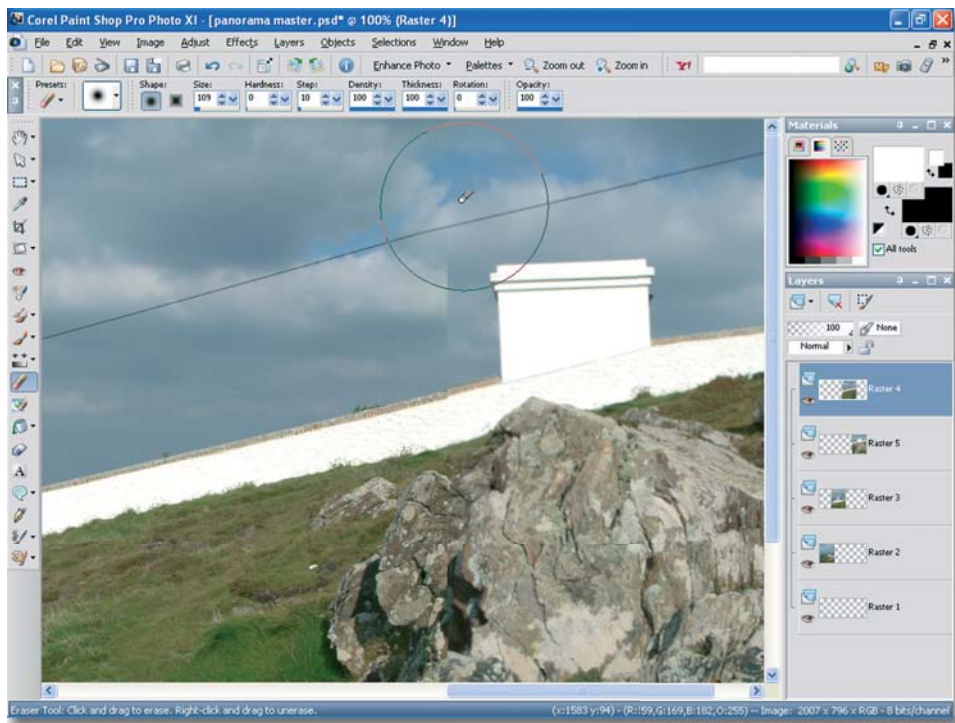 Corel Paint Shop Pro Photo XI - [panorama master.psd* @ 100% (Raster 4)]
File Edit View Image Adjust Effects Layers Objects Selections Window Help
Enhance Photo Palettes Zoom out Zoom in Y!
Presets: Shape: Size: Hardness: Step: Density: Thickness: Rotation: Opacity:
109 0 10 100 100 0 100
Materials
All tools
Layers
100 None
Normal
Raster 4
Raster 5
Raster 3
Raster 2
Raster 1
A
Eraser Tool: Click and drag to erase. Right-click and drag to unerase. (x:1583 y:94) - (R:159,G:169,B:182,O:255) -- Image: 2007 x 796 x RGB - 8 bits/channel